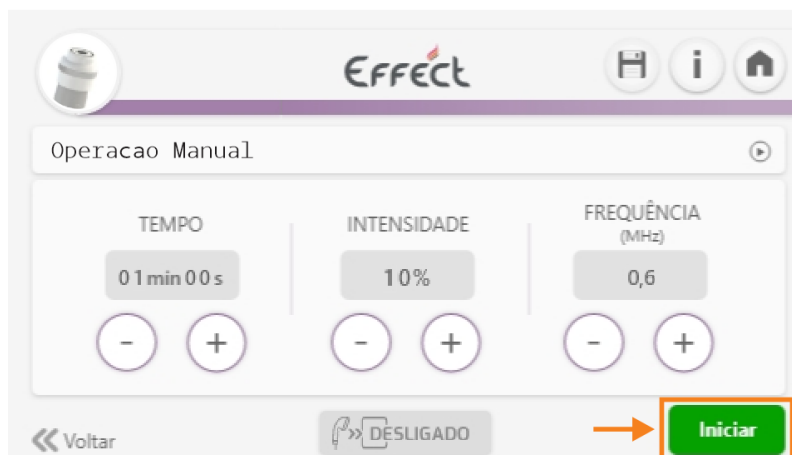 Effect
i
Operacao Manual
TEMPO
INTENSIDADE
FREQUÊNCIA
(MHz)
01min00s
10%
0,6
- +
- +
- +
Voltar
DESLIGADO
Iniciar